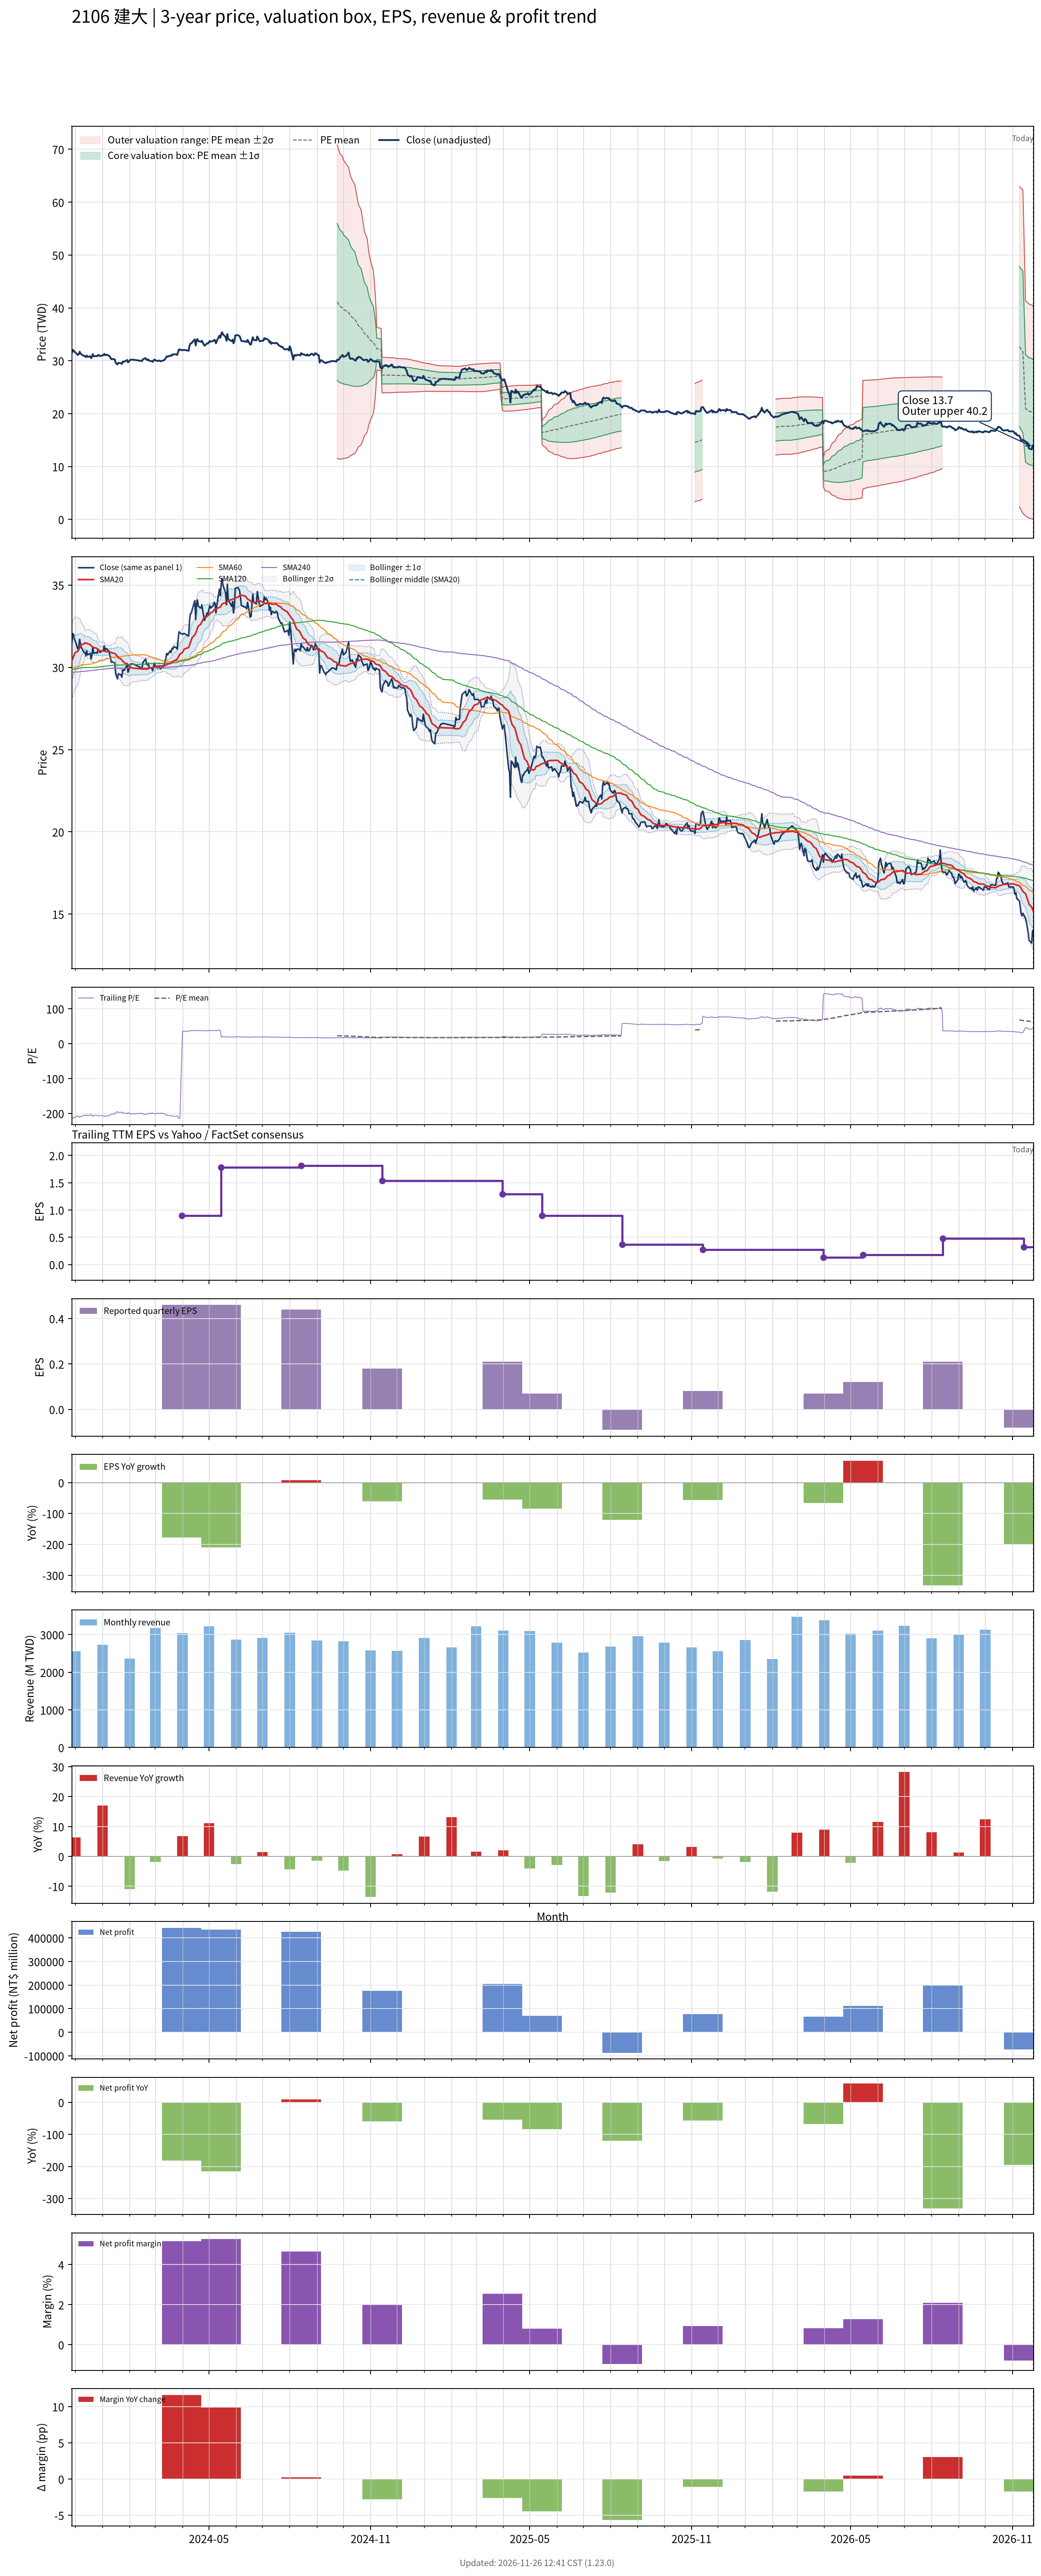 2106 建大 | 3-year price, valuation box, EPS, revenue & profit trend
Outer valuation range: PE mean ±2σ
PE mean
Close (unadjusted)
Core valuation box: PE mean ±1σ
Today
70
60
50
40
30
20
10
0
Price (TWD)
Close 13.7
Outer upper 40.2
Close (same as panel 1)
SMA60
SMA240
Bollinger ±1σ
SMA20
SMA120
Bollinger ±2σ
Bollinger middle (SMA20)
35
30
25
20
15
Price
Trailing P/E
P/E mean
100
0
-100
-200
P/E
Trailing TTM EPS vs Yahoo / FactSet consensus
Today
2.0
1.5
1.0
0.5
0.0
EPS
Reported quarterly EPS
0.4
0.2
0.0
EPS
EPS YoY growth
0
-100
-200
-300
YoY (%)
Monthly revenue
3000
2000
1000
0
Revenue (M TWD)
Revenue YoY growth
30
20
10
0
-10
YoY (%)
Month
Net profit
400000
300000
200000
100000
0
-100000
Net profit (NT$ million)
Net profit YoY
0
-100
-200
-300
YoY (%)
Net profit margin
4
2
0
Margin (%)
Margin YoY change
10
5
0
-5
Δ margin (pp)
2024-05
2024-11
2025-05
2025-11
2026-05
2026-11
Updated: 2026-11-26 12:41 CST (1.23.0)